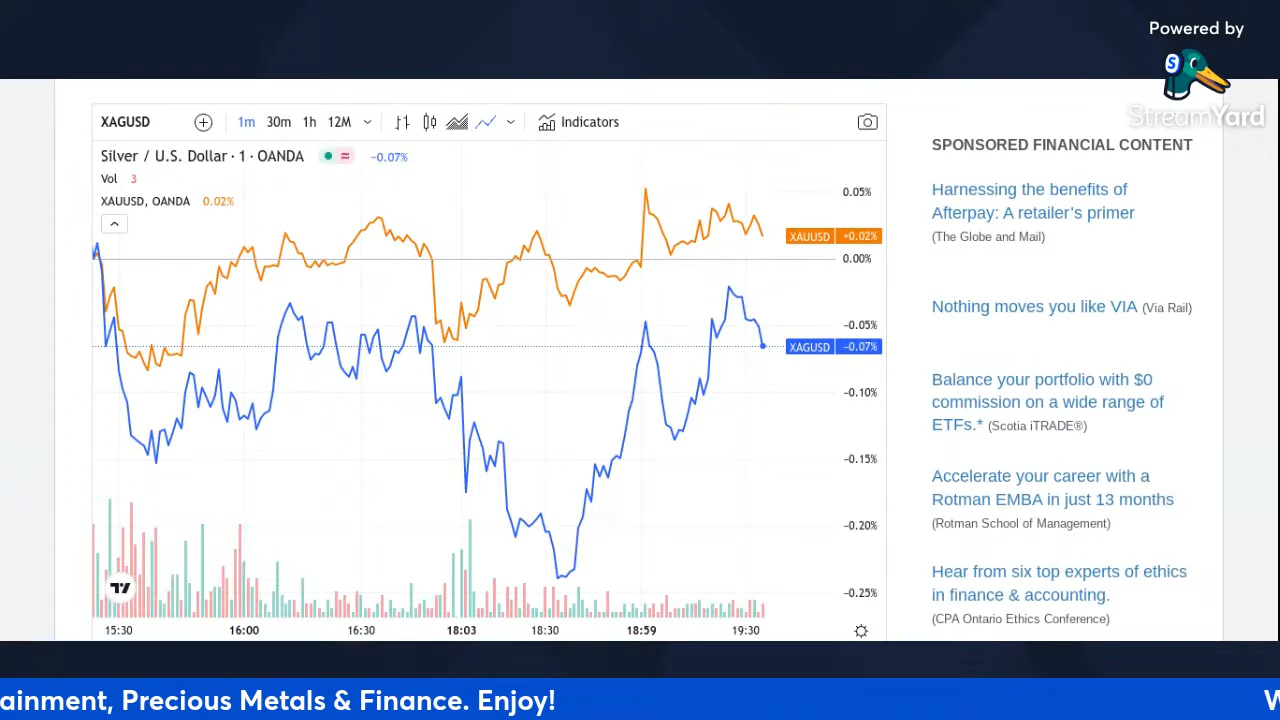 Powered by
StreamYard
XAGUSD 1m 30m 1h 12M Indicators
Silver / U.S. Dollar · 1 · OANDA −0.07%
Vol 3
XAUUSD, OANDA 0.02%
0.05%
XAUUSD +0.02%
0.00%
−0.05%
XAGUSD −0.07%
−0.10%
−0.15%
−0.20%
−0.25%
15:30 16:00 16:30 18:03 18:30 18:59 19:30
SPONSORED FINANCIAL CONTENT
Harnessing the benefits of
Afterpay: A retailer’s primer
(The Globe and Mail)
Nothing moves you like VIA (Via Rail)
Balance your portfolio with $0
commission on a wide range of
ETFs.* (Scotia iTRADE®)
Accelerate your career with a
Rotman EMBA in just 13 months
(Rotman School of Management)
Hear from six top experts of ethics
in finance & accounting.
(CPA Ontario Ethics Conference)
ainment, Precious Metals & Finance. Enjoy! W